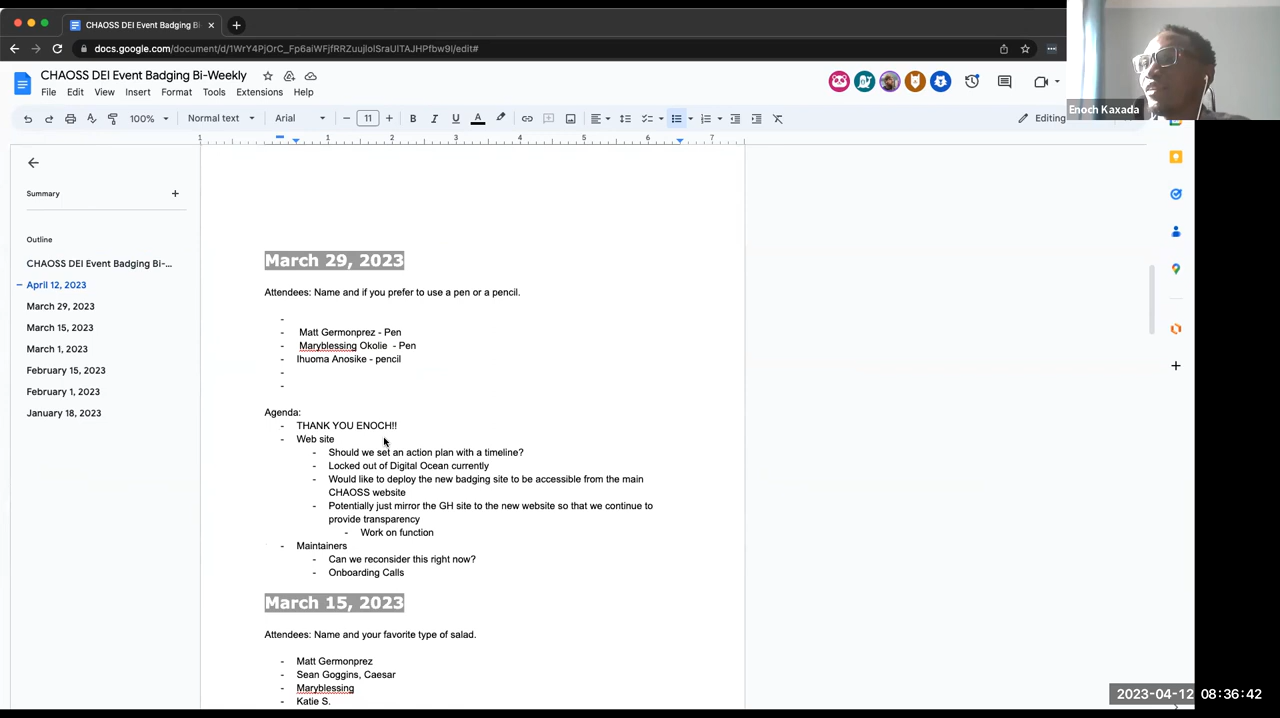 CHAOSS DEI Event Badging Bi
docs.google.com/document/d/1WrY4PjOrC_Fp6aiWFjfRRZuujlolSraUlTAJHPfbw9I/edit#
CHAOSS DEI Event Badging Bi-Weekly
File Edit View Insert Format Tools Extensions Help
Enoch Kaxada
100% Normal text Arial 11 Editing
1 1 2 3 4 5 6 7
Summary
Outline
CHAOSS DEI Event Badging Bi-...
April 12, 2023
March 29, 2023
March 15, 2023
March 1, 2023
February 15, 2023
February 1, 2023
January 18, 2023
March 29, 2023
Attendees: Name and if you prefer to use a pen or a pencil.
-
- Matt Germonprez - Pen
- Maryblessing Okolie - Pen
- Ihuoma Anosike - pencil
-
-
Agenda:
- THANK YOU ENOCH!!
- Web site
- Should we set an action plan with a timeline?
- Locked out of Digital Ocean currently
- Would like to deploy the new badging site to be accessible from the main
CHAOSS website
- Potentially just mirror the GH site to the new website so that we continue to
provide transparency
- Work on function
- Maintainers
- Can we reconsider this right now?
- Onboarding Calls
March 15, 2023
Attendees: Name and your favorite type of salad.
- Matt Germonprez
- Sean Goggins, Caesar
- Maryblessing
- Katie S.
2023-04-12 08:36:42